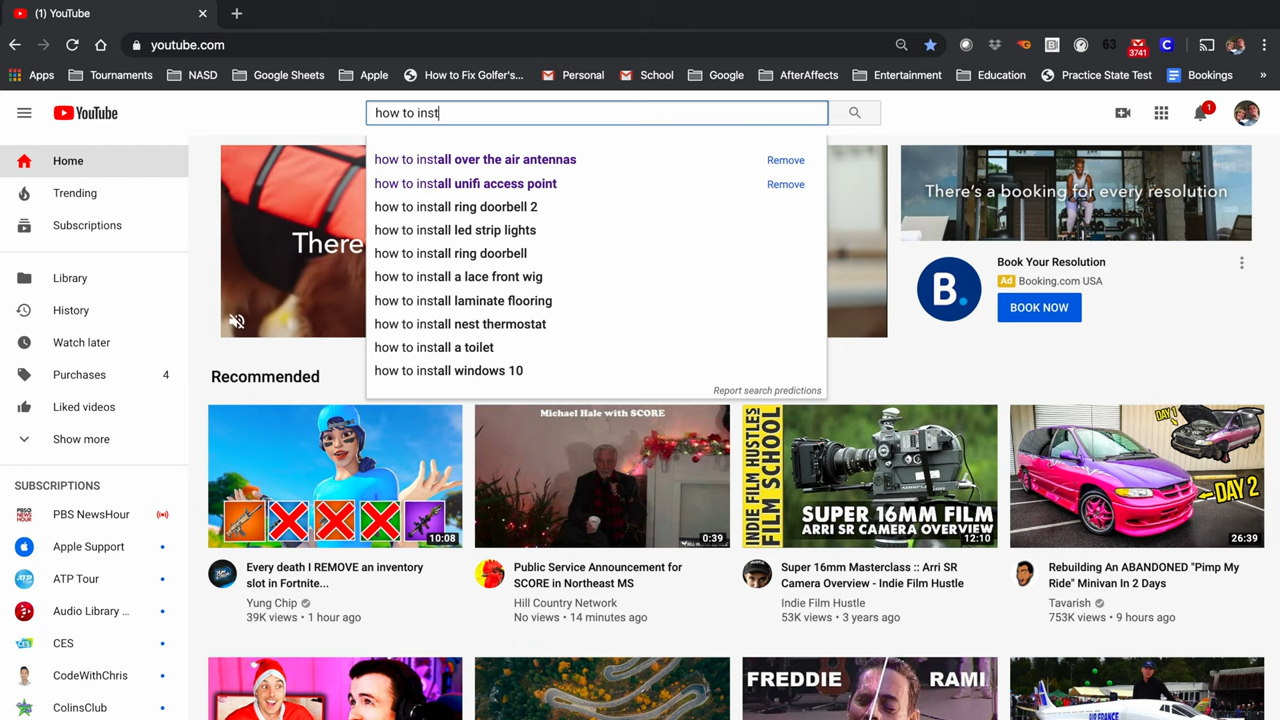 (1) YouTube
youtube.com
63
3741
Apps
Tournaments
NASD
Google Sheets
Apple
How to Fix Golfer's...
Personal
School
Google
AfterAffects
Entertainment
Education
Practice State Test
Bookings
»
YouTube
how to inst
1
how to install over the air antennas
Remove
how to install unifi access point
Remove
how to install ring doorbell 2
how to install led strip lights
how to install ring doorbell
how to install a lace front wig
how to install laminate flooring
how to install nest thermostat
how to install a toilet
how to install windows 10
Report search predictions
Home
Trending
Subscriptions
Library
History
Watch later
Purchases 4
Liked videos
Show more
SUBSCRIPTIONS
PBS NewsHour
Apple Support
ATP Tour
Audio Library ...
CES
CodeWithChris
ColinsClub
There
There's a booking for every resolution
B.
Book Your Resolution
Ad Booking.com USA
BOOK NOW
Recommended
10:08
Every death I REMOVE an inventory
slot in Fortnite...
Yung Chip
39K views • 1 hour ago
Michael Hale with SCORE
0:39
Public Service Announcement for
SCORE in Northeast MS
Hill Country Network
No views • 14 minutes ago
INDIE FILM HUSTLES
FILM SCHOOL
SUPER 16MM FILM
ARRI SR CAMERA OVERVIEW
12:10
Super 16mm Masterclass :: Arri SR
Camera Overview - Indie Film Hustle
Indie Film Hustle
53K views • 3 years ago
DAY 1
DAY 2
26:39
Rebuilding An ABANDONED "Pimp My
Ride" Minivan In 2 Days
Tavarish
753K views • 9 hours ago
FREDDIE
RAMI
AIR FRANCE